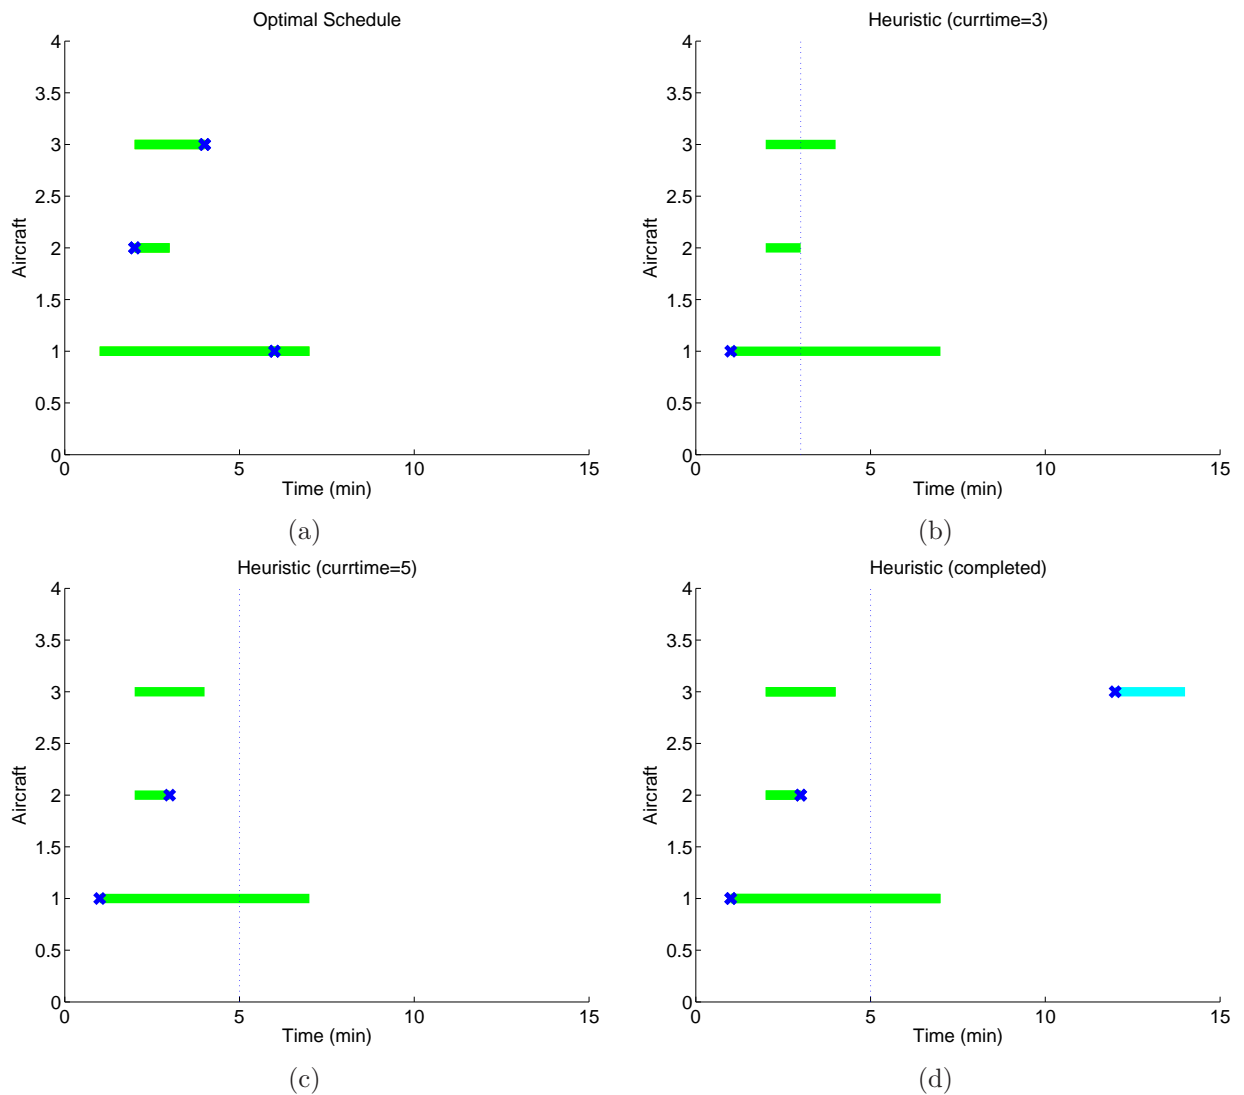 Optimal Schedule
4
3.5
3
2.5
2
1.5
1
0.5
0
Aircraft
0 5 10 15
Time (min)
(a)
Heuristic (currtime=3)
4
3.5
3
2.5
2
1.5
1
0.5
0
Aircraft
0 5 10 15
Time (min)
(b)
Heuristic (currtime=5)
4
3.5
3
2.5
2
1.5
1
0.5
0
Aircraft
0 5 10 15
Time (min)
(c)
Heuristic (completed)
4
3.5
3
2.5
2
1.5
1
0.5
0
Aircraft
0 5 10 15
Time (min)
(d)